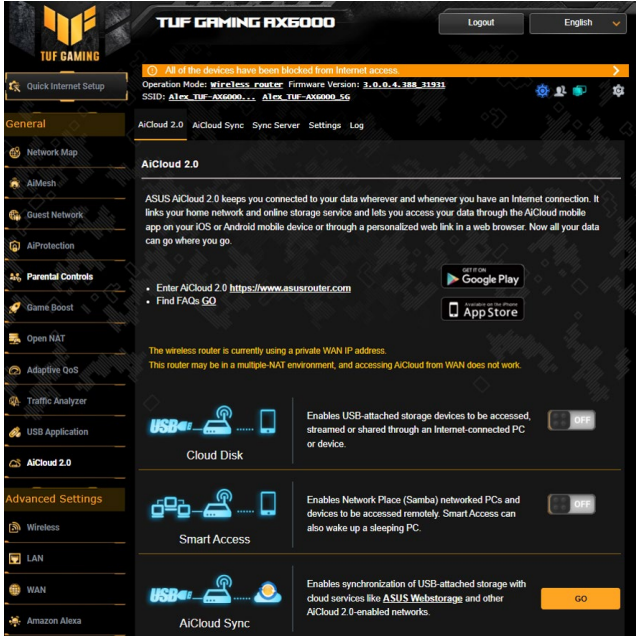 TUF GAMING AX6000
Logout
English
TUF GAMING
All of the devices have been blocked from Internet access.
Quick Internet Setup
Operation Mode: Wireless router Firmware Version: 3.0.0.4.388_31931
SSID: Alex_TUF-AX6000... Alex_TUF-AX6000_5G
General
AiCloud 2.0 AiCloud Sync Sync Server Settings Log
Network Map
AiMesh
Guest Network
AiProtection
Parental Controls
Game Boost
Open NAT
Adaptive QoS
Traffic Analyzer
USB Application
AiCloud 2.0
Advanced Settings
Wireless
LAN
WAN
Amazon Alexa
AiCloud 2.0
ASUS AiCloud 2.0 keeps you connected to your data wherever and whenever you have an Internet connection. It
links your home network and online storage service and lets you access your data through the AiCloud mobile
app on your iOS or Android mobile device or through a personalized web link in a web browser. Now all your data
can go where you go.
Enter AiCloud 2.0 https://www.asusrouter.com
Find FAQs GO
GET IT ON
Google Play
Available on the iPhone
App Store
The wireless router is currently using a private WAN IP address.
This router may be in a multiple-NAT environment, and accessing AiCloud from WAN does not work.
USB
Cloud Disk
Enables USB-attached storage devices to be accessed,
streamed or shared through an Internet-connected PC
or device.
OFF
Smart Access
Enables Network Place (Samba) networked PCs and
devices to be accessed remotely. Smart Access can
also wake up a sleeping PC.
OFF
USB
AiCloud Sync
Enables synchronization of USB-attached storage with
cloud services like ASUS Webstorage and other
AiCloud 2.0-enabled networks.
GO